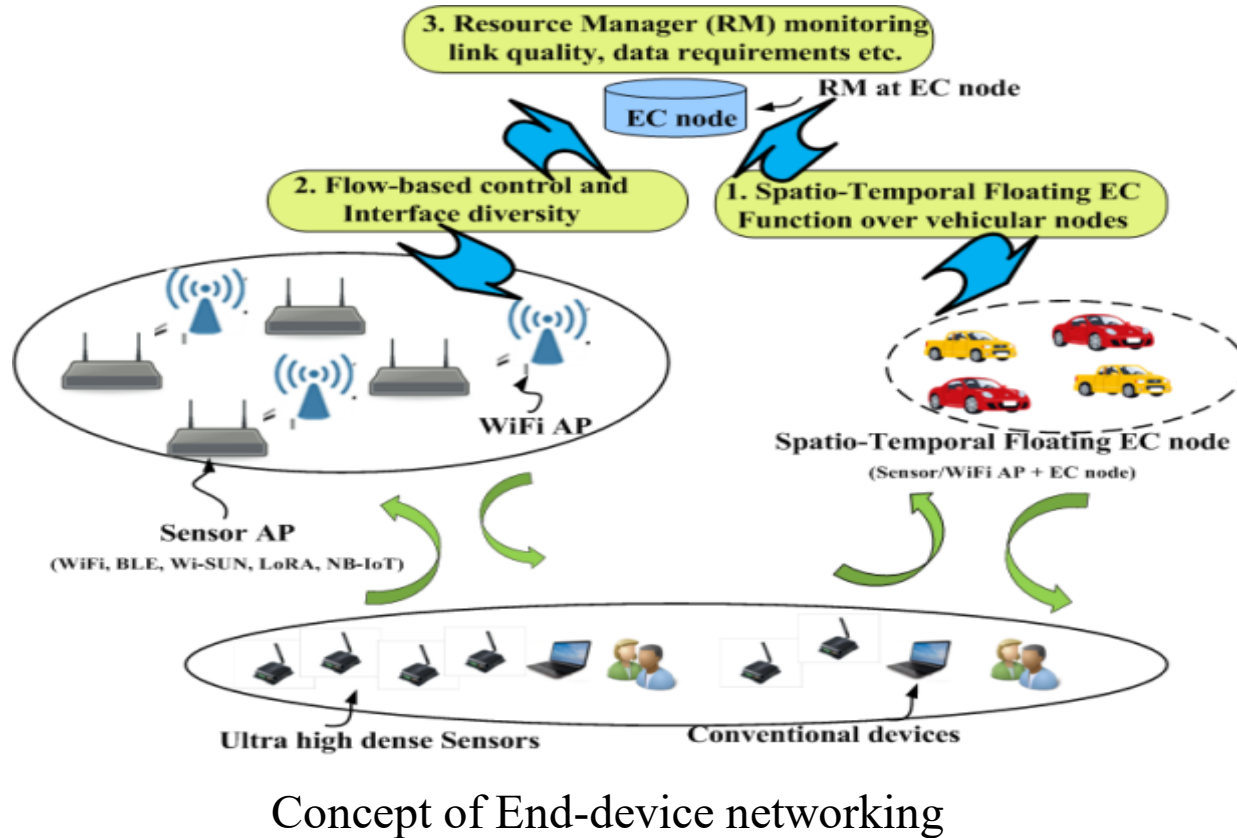 3. Resource Manager (RM) monitoring
link quality, data requirements etc.
RM at EC node
EC node
2. Flow-based control and
Interface diversity
1. Spatio-Temporal Floating EC
Function over vehicular nodes
WiFi AP
Spatio-Temporal Floating EC node
(Sensor/WiFi AP + EC node)
Sensor AP
(WiFi, BLE, Wi-SUN, LoRA, NB-IoT)
Ultra high dense Sensors
Conventional devices
Concept of End-device networking